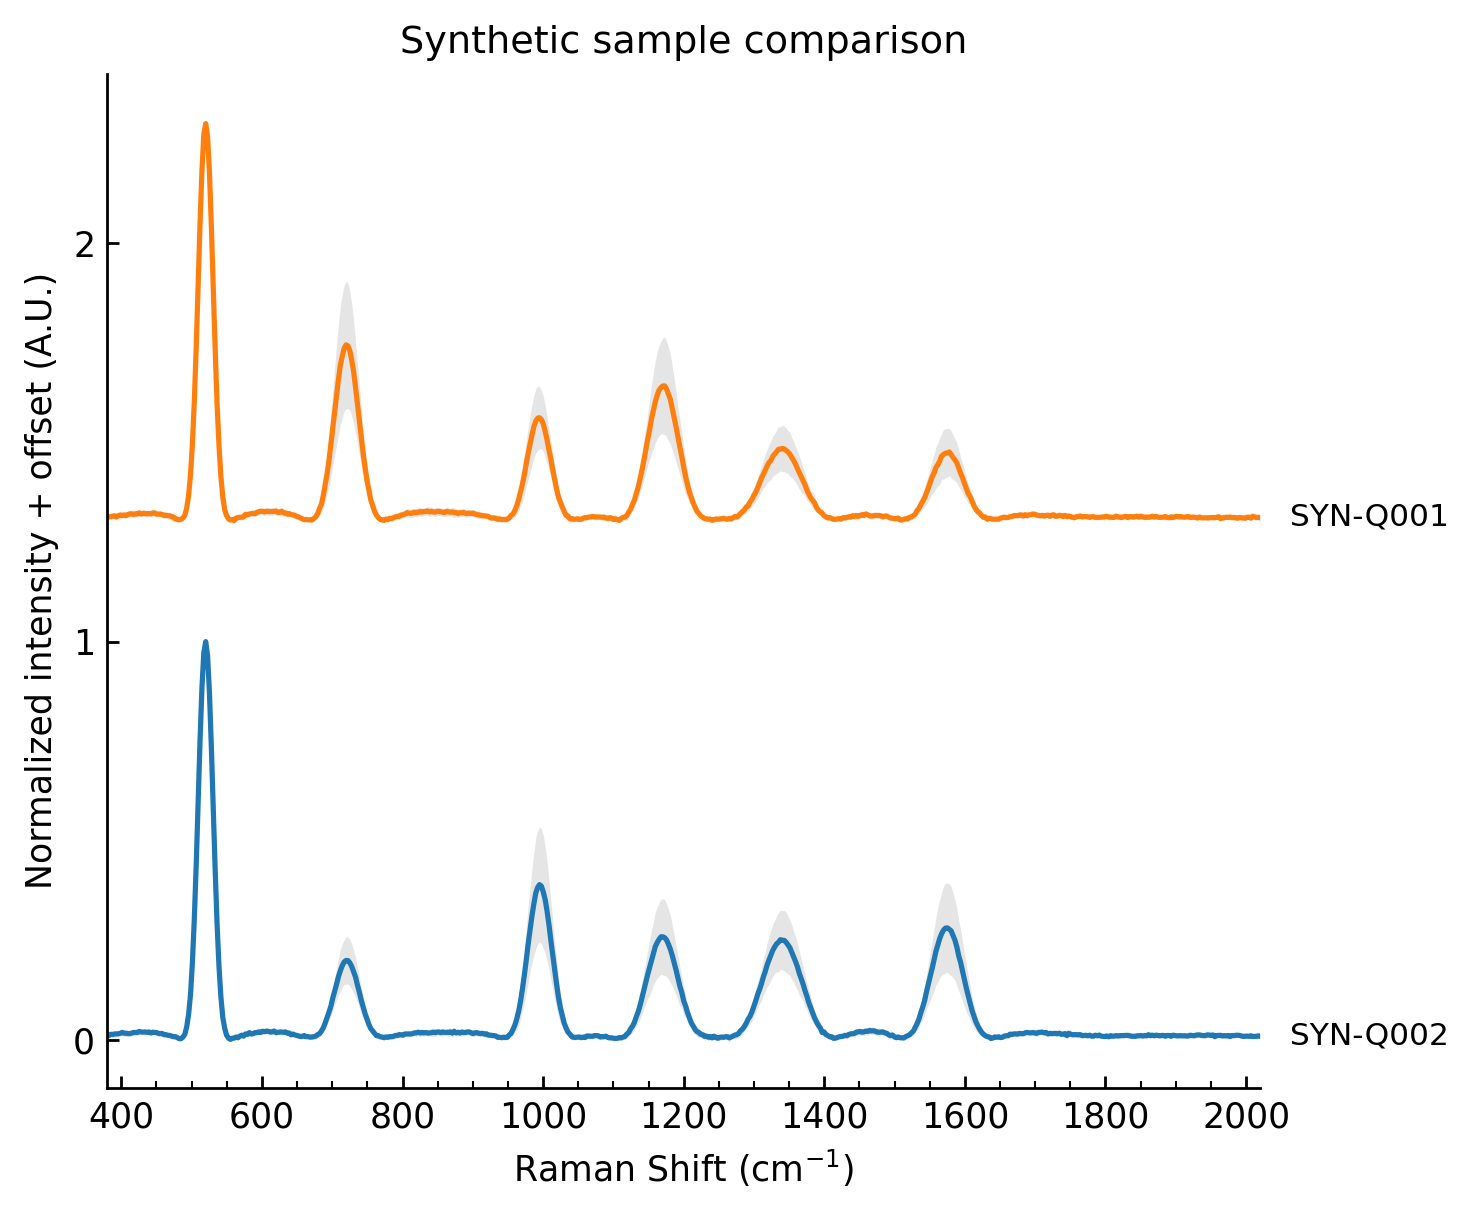 Synthetic sample comparison
Normalized intensity + offset (A.U.)
2
1
0
SYN-Q001
SYN-Q002
400 600 800 1000 1200 1400 1600 1800 2000
Raman Shift (cm⁻¹)